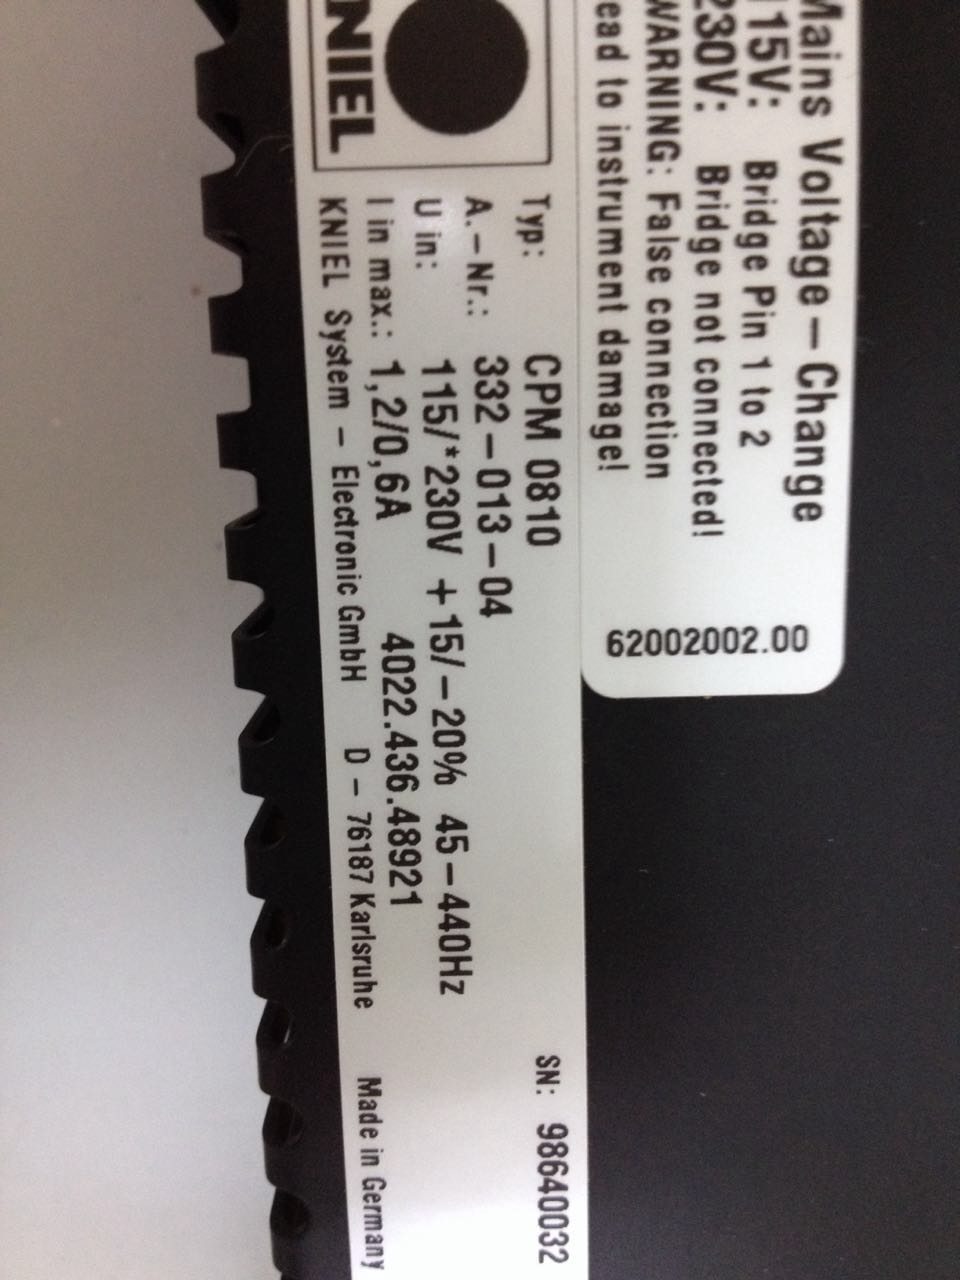 Mains Voltage–Change
115V: Bridge Pin 1 to 2
230V: Bridge not connected!
WARNING: False connection
ead to instrument damage!
62002002.00
KNIEL
Typ: CPM 0810 SN: 98640032
A.–Nr.: 332–013–04
U in: 115/*230V +15/–20% 45–440Hz
I in max.: 1,2/0,6A 4022.436.48921
KNIEL System – Electronic GmbH D – 76187 Karlsruhe Made in Germany